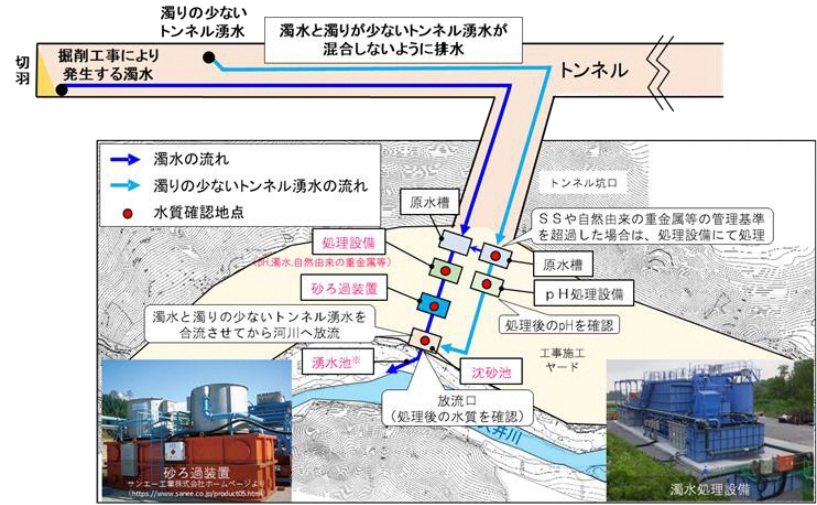 濁りの少ない
トンネル湧水
濁水と濁りが少ないトンネル湧水が
混合しないように排水
切羽
掘削工事により
発生する濁水
トンネル
濁水の流れ
濁りの少ないトンネル湧水の流れ
水質確認地点
トンネル坑口
原水槽
SSや自然由来の重金属等の管理基準
を超過した場合は、処理設備にて処理
処理設備
(pH,濁水,自然由来の重金属等)
原水槽
砂ろ過装置
pH処理設備
濁水と濁りの少ないトンネル湧水を
合流させてから河川へ放流
処理後のpHを確認
湧水池※
沈砂池
工事施工
ヤード
放流口
(処理後の水質を確認)
井川
砂ろ過装置
サンエー工業株式会社ホームページより
(https://www.sanee.co.jp/product05.html)
濁水処理設備